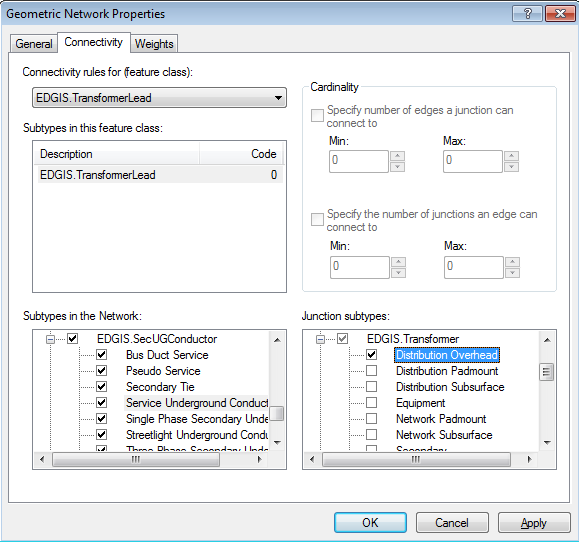 Geometric Network Properties
General Connectivity Weights
Connectivity rules for (feature class):
EDGIS.TransformerLead
Subtypes in this feature class:
Description Code
EDGIS.TransformerLead 0
Cardinality
Specify number of edges a junction can
connect to
Min: Max:
0 0
Specify the number of junctions an edge can
connect to
Min: Max:
0 0
Subtypes in the Network:
EDGIS.SecUGConductor
Bus Duct Service
Pseudo Service
Secondary Tie
Service Underground Conduct
Single Phase Secondary Unde
Streetlight Underground Condu
Three Phase Secondary Unde
Junction subtypes:
EDGIS.Transformer
Distribution Overhead
Distribution Padmount
Distribution Subsurface
Equipment
Network Padmount
Network Subsurface
Secondary
OK Cancel Apply